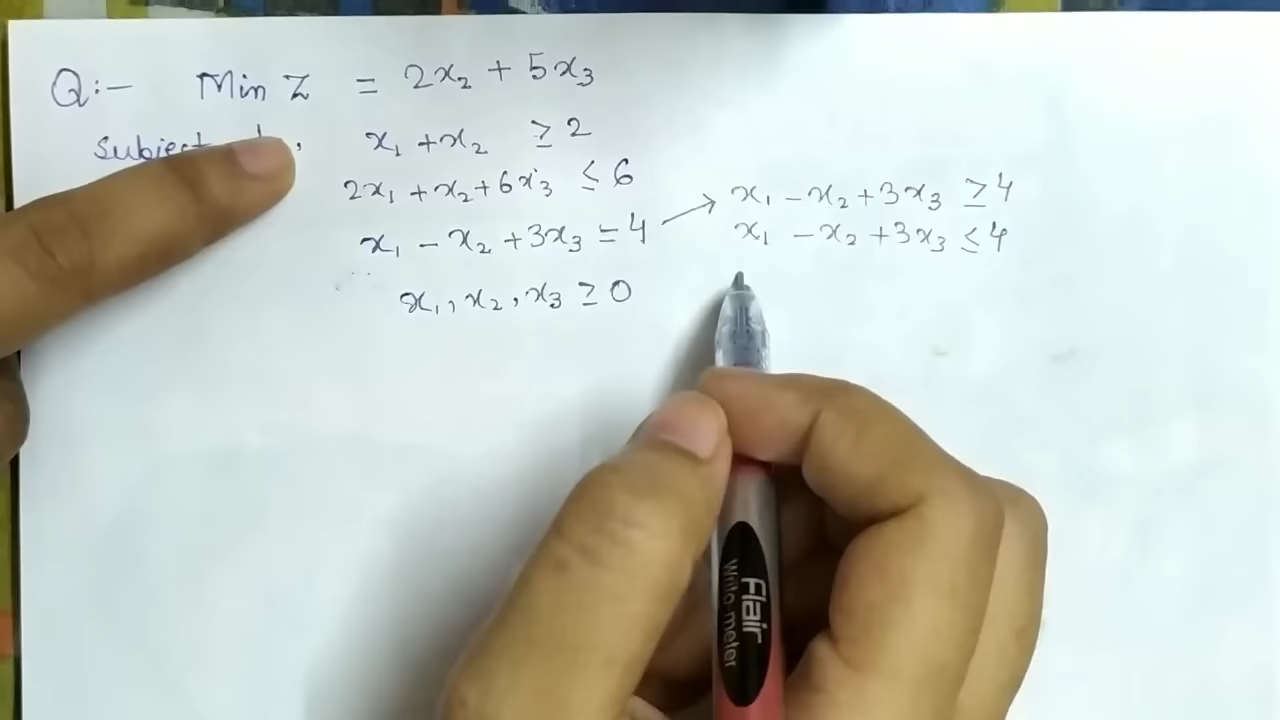 Q:- Min Z = 2x₂ + 5x₃
Subject x₁ + x₂ ≥ 2
2x₁ + x₂ + 6x₃ ≤ 6
x₁ - x₂ + 3x₃ = 4 → x₁ - x₂ + 3x₃ ≥ 4
x₁ - x₂ + 3x₃ ≤ 4
x₁, x₂, x₃ ≥ 0
Flair
Writo-meter